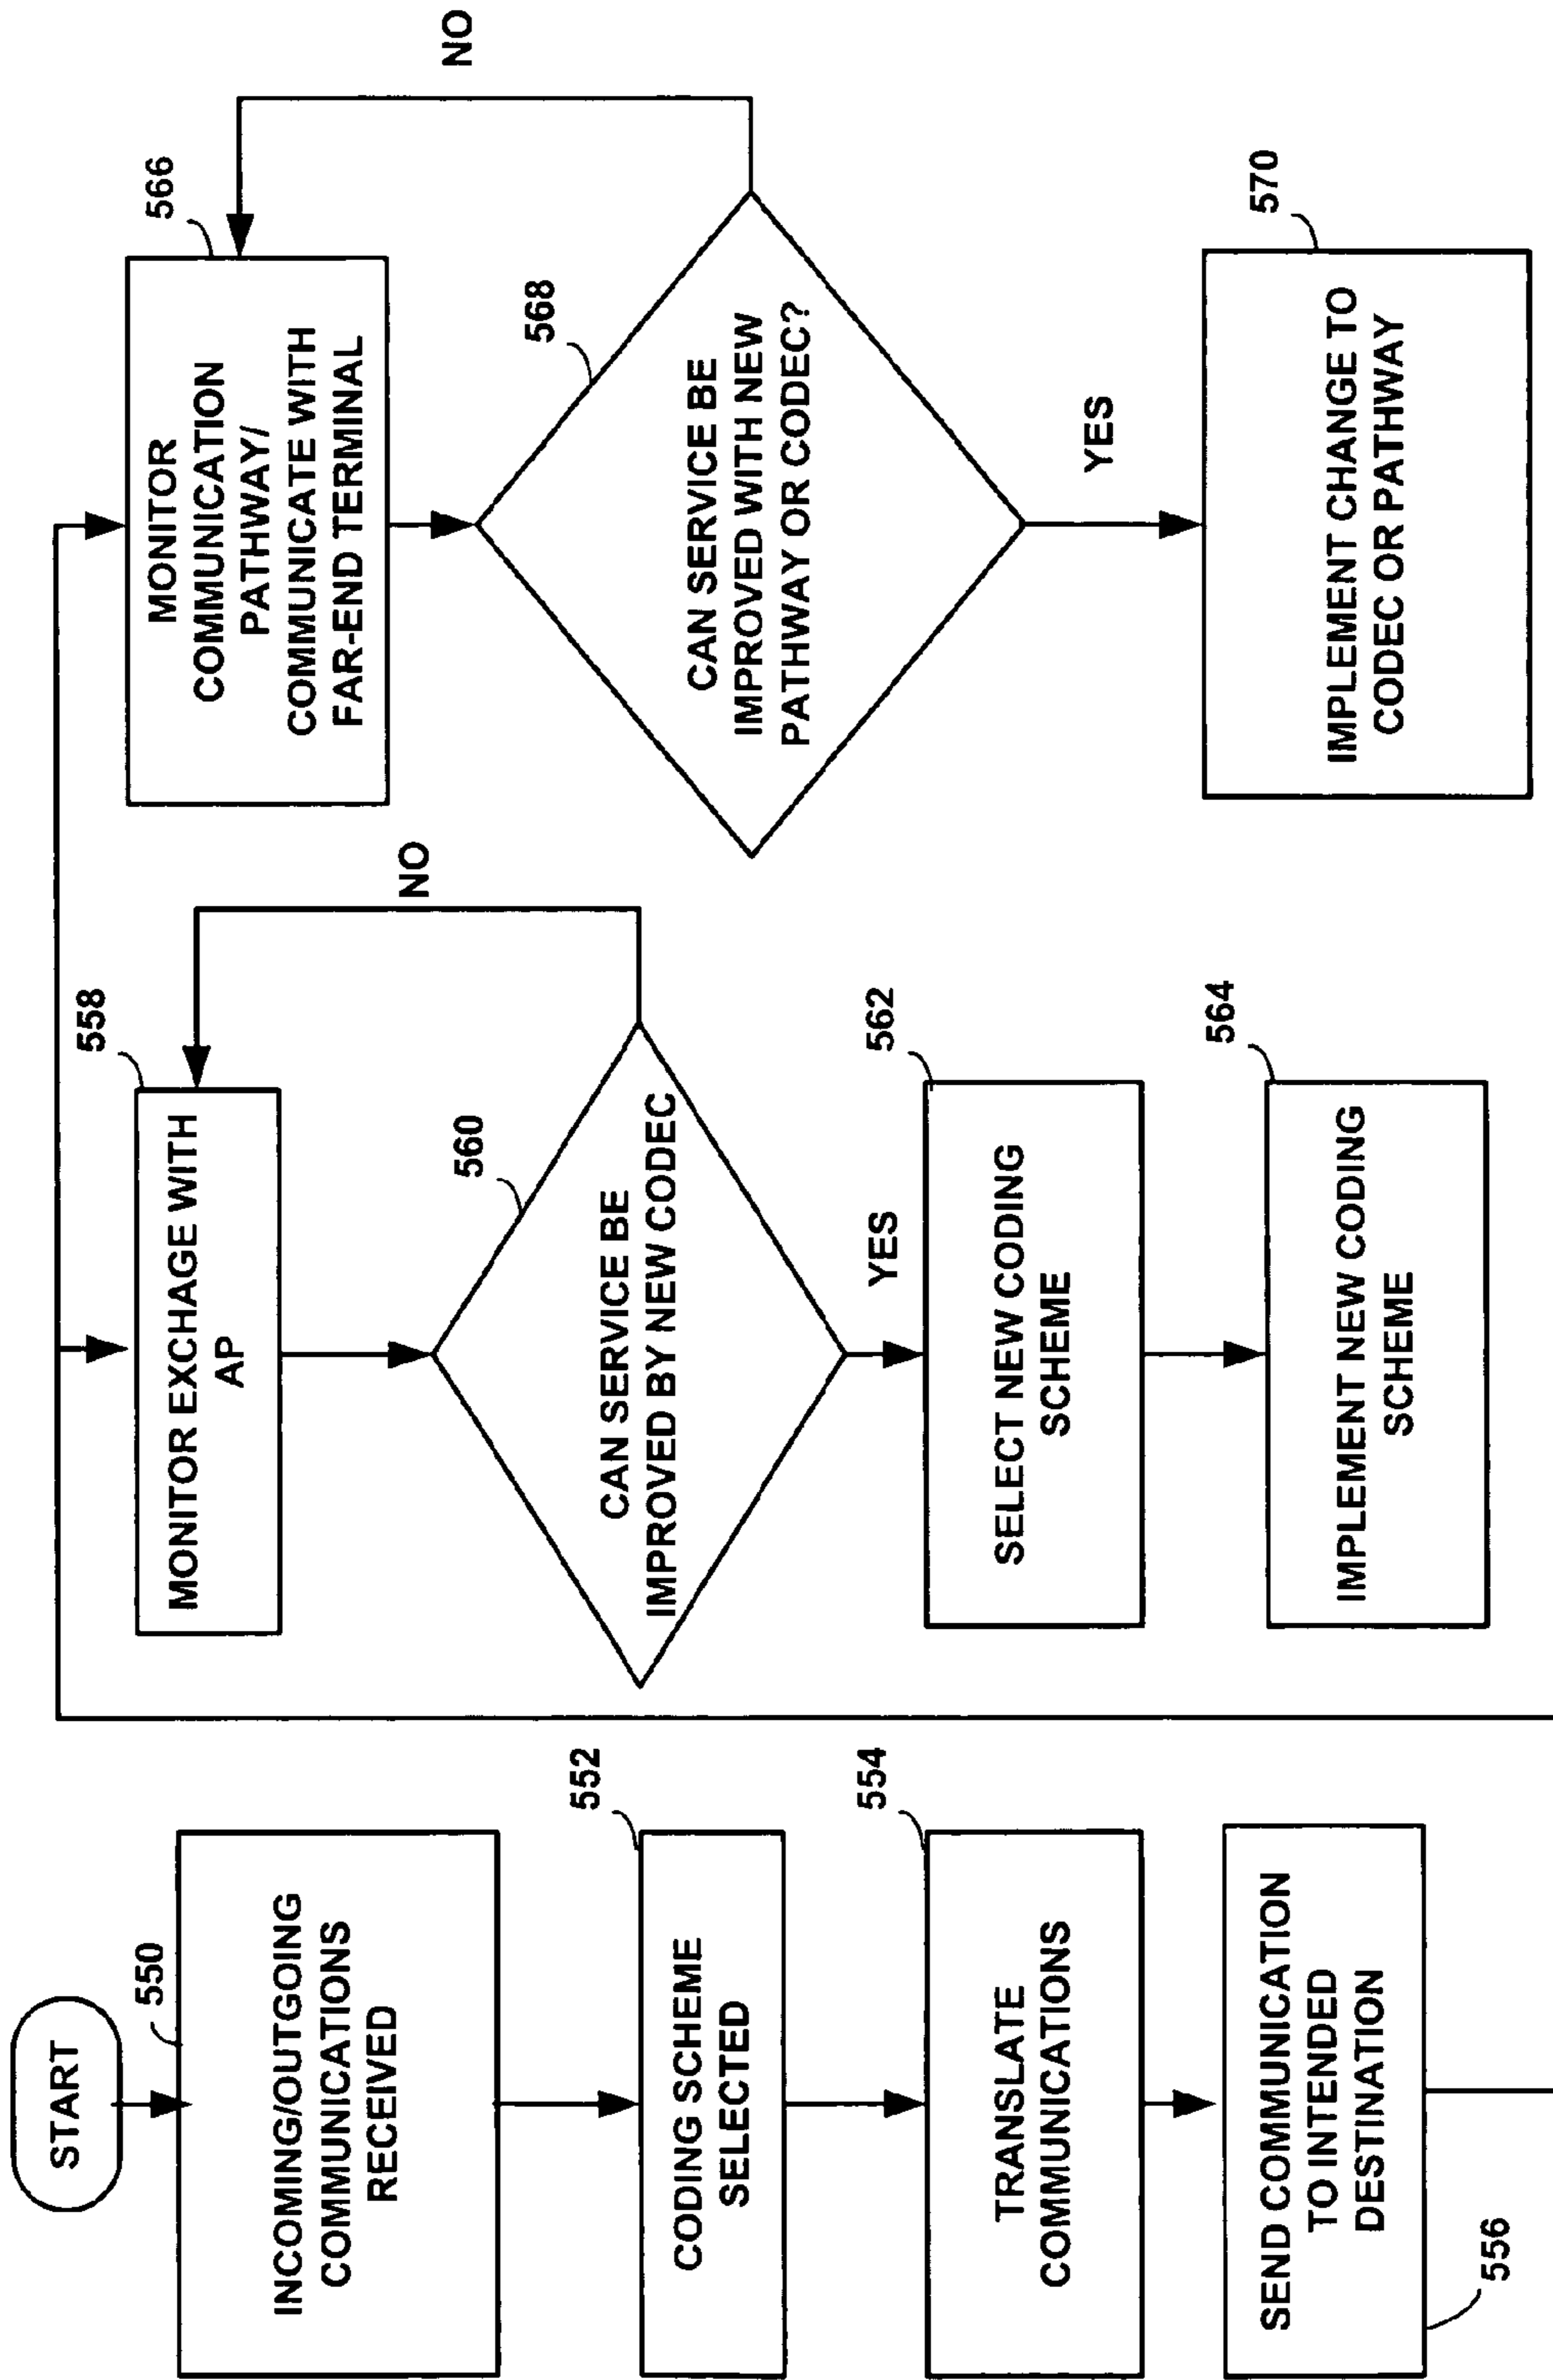 START
550
INCOMING/OUTGOING
COMMUNICATIONS
RECEIVED
552
CODING SCHEME
SELECTED
554
TRANSLATE
COMMUNICATIONS
SEND COMMUNICATION
TO INTENDED
DESTINATION
556
558
MONITOR EXCHAGE WITH
AP
NO
560
CAN SERVICE BE
IMPROVED BY NEW CODEC
YES
562
SELECT NEW CODING
SCHEME
564
IMPLEMENT NEW CODING
SCHEME
566
MONITOR
COMMUNICATION
PATHWAY/
COMMUNICATE WITH
FAR-END TERMINAL
NO
568
CAN SERVICE BE
IMPROVED WITH NEW
PATHWAY OR CODEC?
YES
570
IMPLEMENT CHANGE TO
CODEC OR PATHWAY